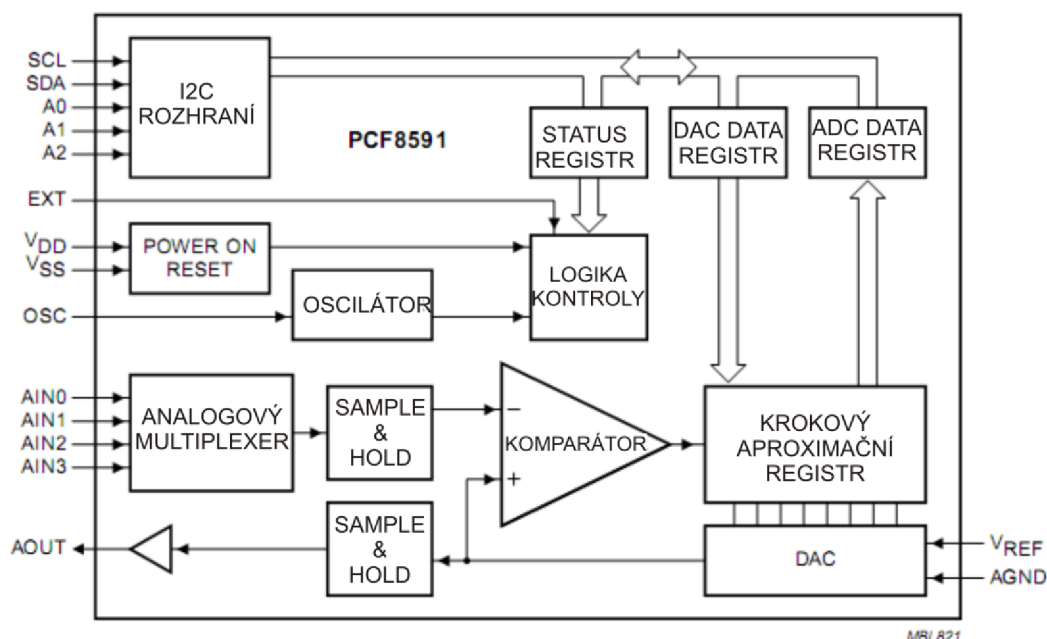 SCL
SDA
A0
A1
A2
I2C
ROZHRANÍ
PCF8591
STATUS
REGISTR
DAC DATA
REGISTR
ADC DATA
REGISTR
EXT
VDD
VSS
POWER ON
RESET
LOGIKA
KONTROLY
OSC
OSCILÁTOR
AIN0
AIN1
AIN2
AIN3
ANALOGOVÝ
MULTIPLEXER
SAMPLE
&
HOLD
−
KOMPARÁTOR
+
KROKOVÝ
APROXIMAČNÍ
REGISTR
AOUT
SAMPLE
&
HOLD
DAC
VREF
AGND
MBL821